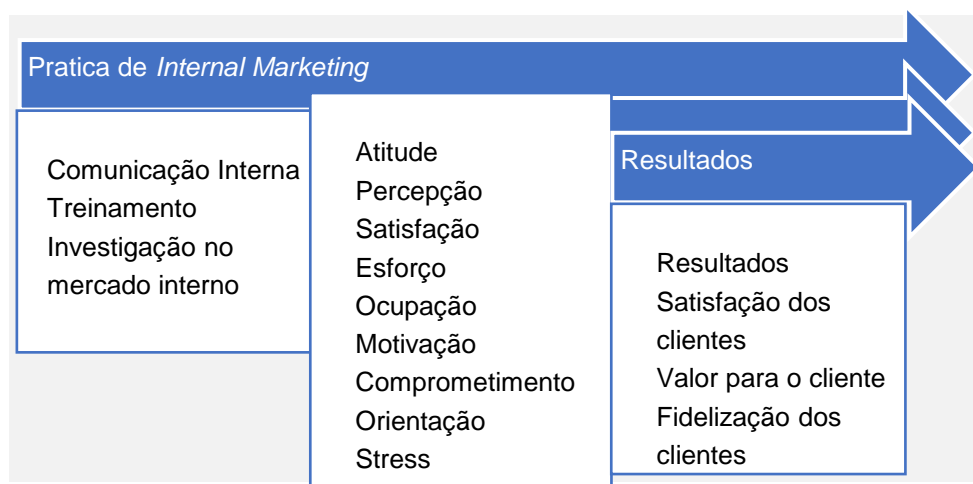 Pratica de Internal Marketing
Comunicação Interna
Treinamento
Investigação no
mercado interno
Atitude
Percepção
Satisfação
Esforço
Ocupação
Motivação
Comprometimento
Orientação
Stress
Resultados
Resultados
Satisfação dos
clientes
Valor para o cliente
Fidelização dos
clientes